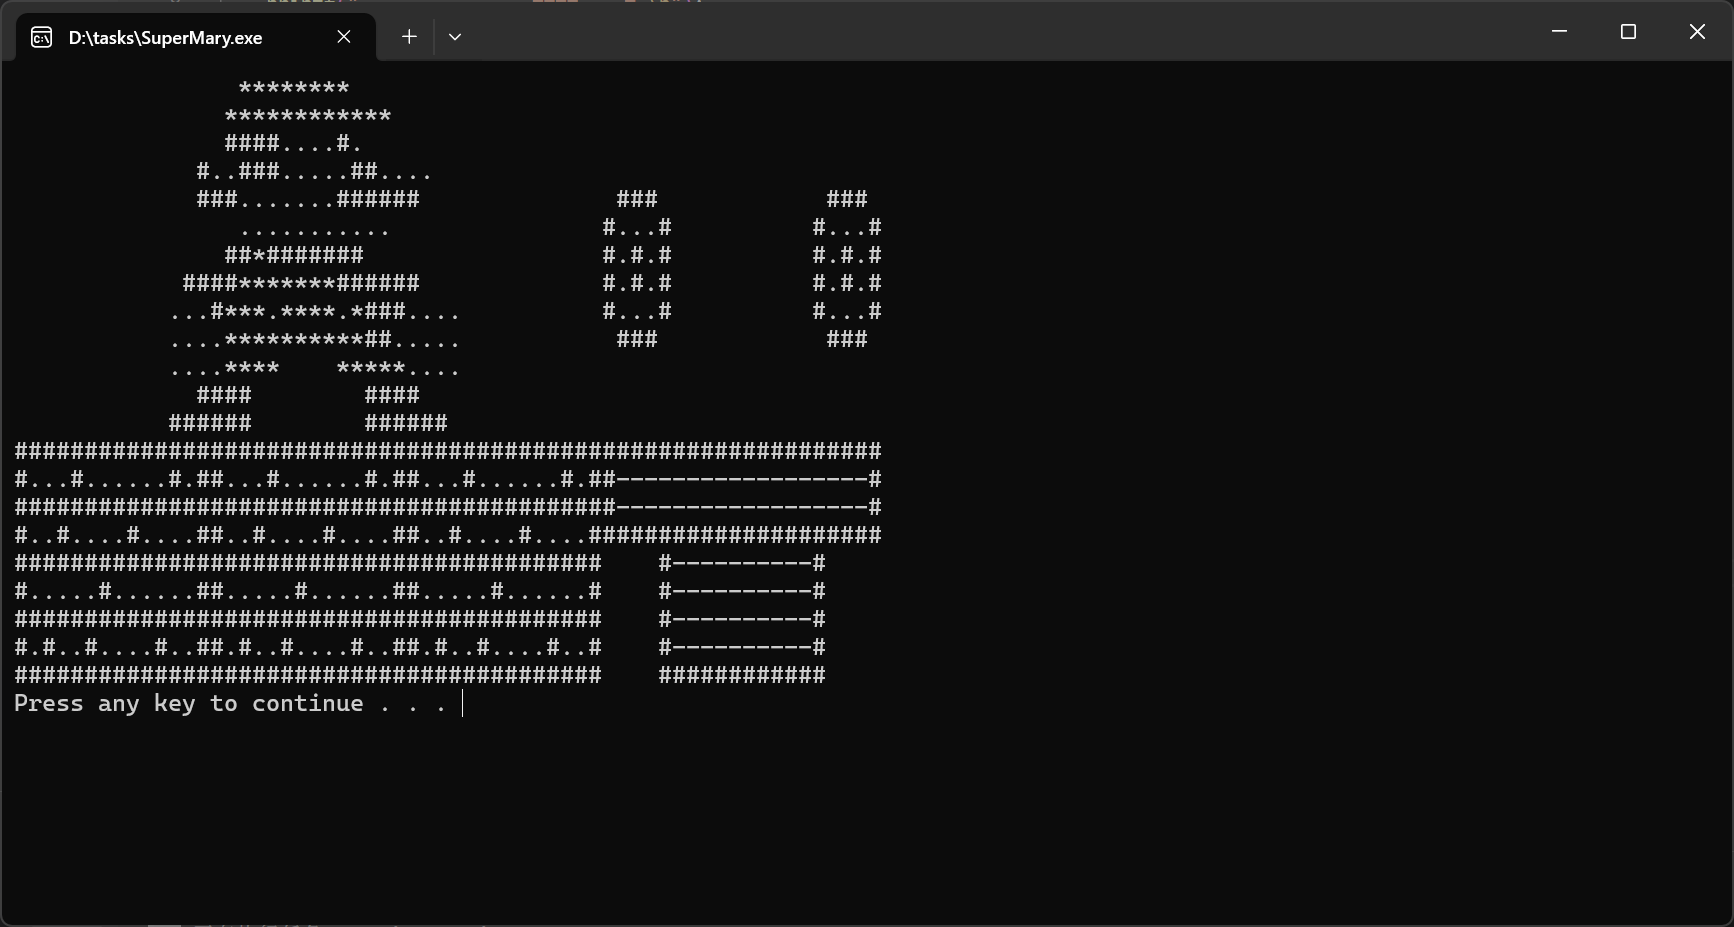 D:\tasks\SuperMary.exe
                ********
               ************
               ####....#.
             #..###.....##....
             ###.......######              ###            ###
                ...........               #...#          #...#
               ##*#######                 #.#.#          #.#.#
            ####*******######             #.#.#          #.#.#
           ...#***.****.*###....          #...#          #...#
           ....**********##.....           ###            ###
           ....****    *****....
             ####        ####
           ######        ######
##############################################################
#...#......#.##...#......#.##...#......#.##------------------#
###########################################------------------#
#..#....#....##..#....#....##..#....#....#####################
##########################################    #----------#
#.....#......##.....#......##.....#......#    #----------#
##########################################    #----------#
#.#..#....#..##.#..#....#..##.#..#....#..#    #----------#
##########################################    ############
Press any key to continue . . .